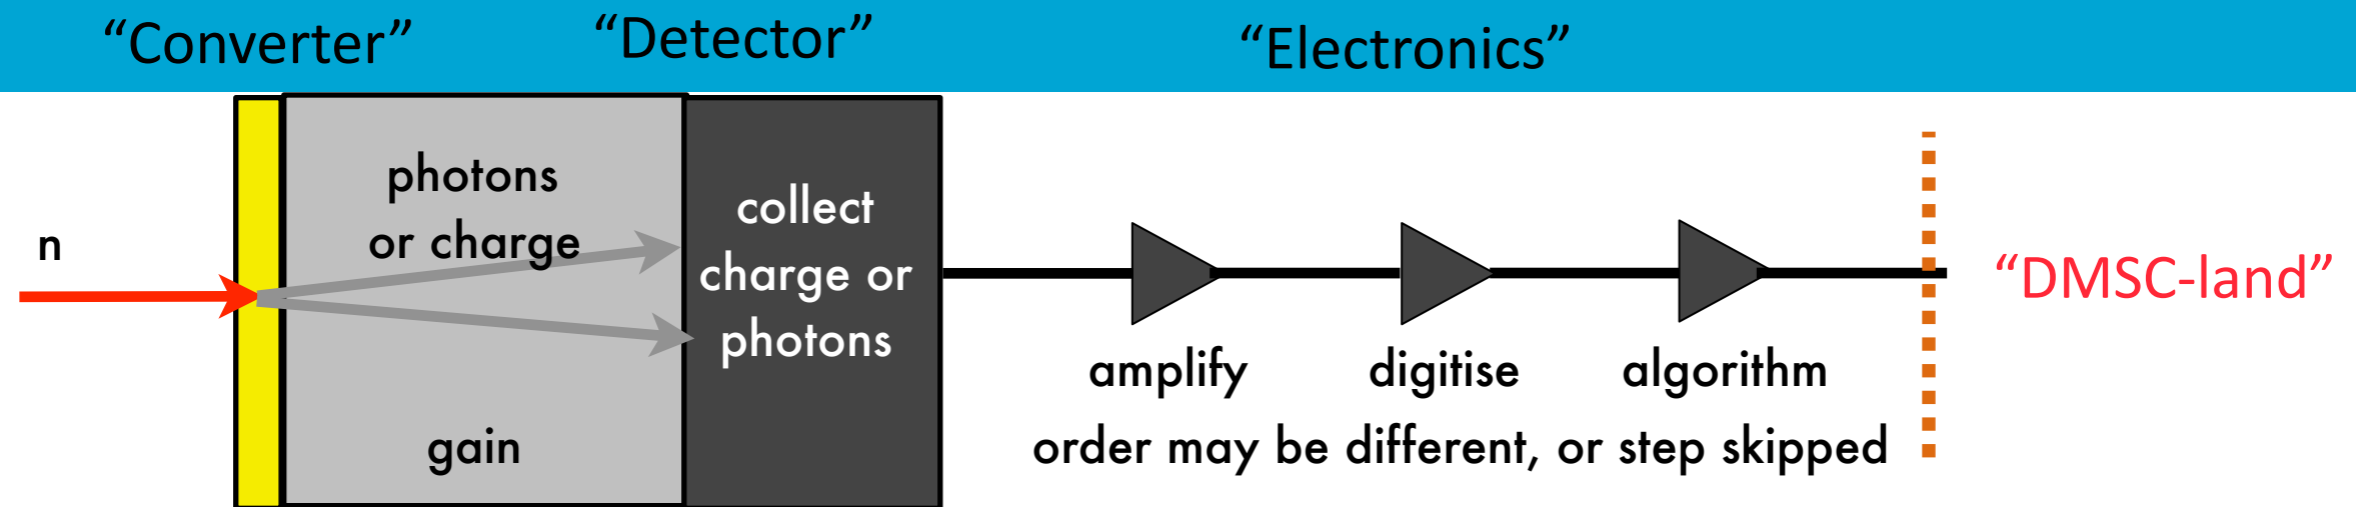 “Converter”
“Detector”
“Electronics”
n
photons
or charge
gain
collect
charge or
photons
amplify
digitise
algorithm
order may be different, or step skipped
“DMSC-land”